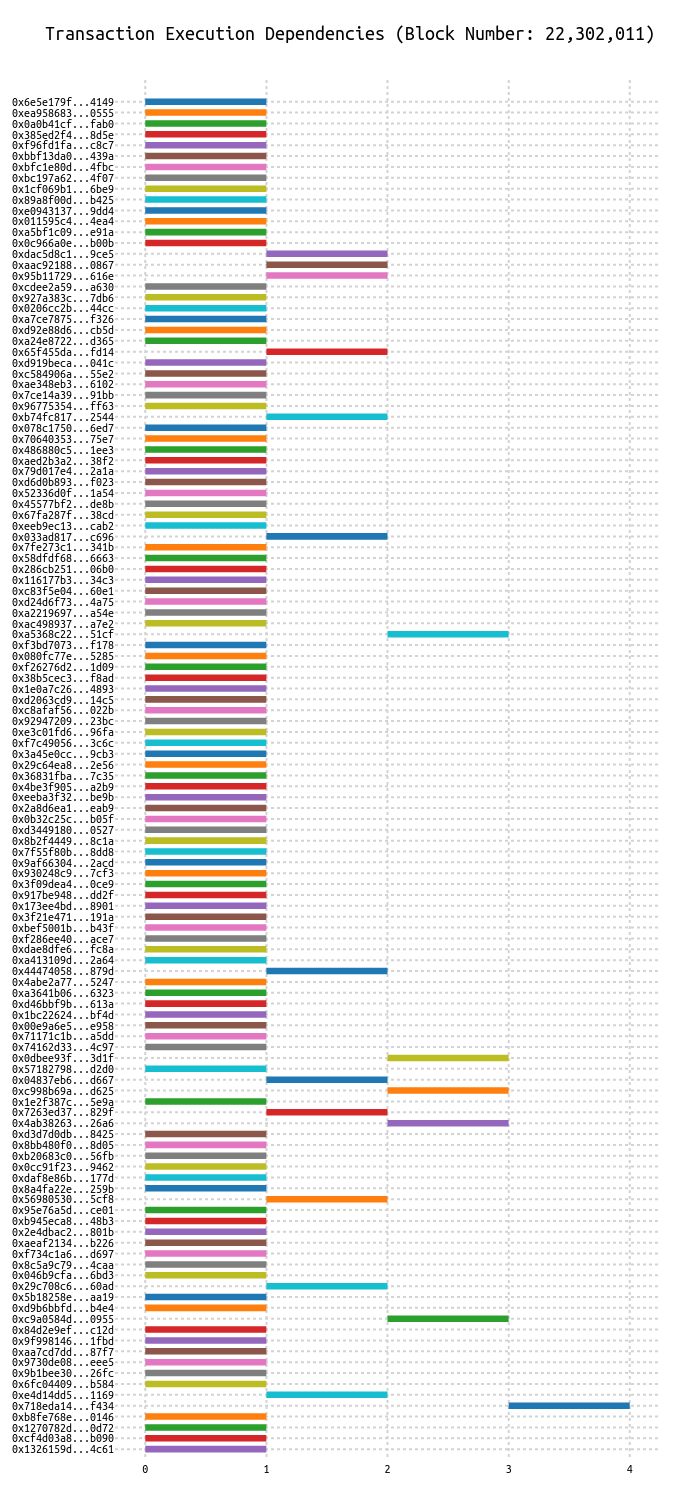 Transaction Execution Dependencies (Block Number: 22,302,011)
0x6e5e179f...4149
0xea958683...0555
0x0a0b41cf...fab0
0x385ed2f4...8d5e
0xf96fd1fa...c8c7
0xbbf13da0...439a
0xbfc1e80d...4fbc
0xbc197a62...4f07
0x1cf069b1...6be9
0x89a8f00d...b425
0xe0943137...9dd4
0x011595c4...4ea4
0xa5bf1c09...e91a
0x0c966a0e...b00b
0xdac5d8c1...9ce5
0xaac92188...0867
0x95b11729...616e
0xcdee2a59...a630
0x927a383c...7db6
0x0206cc2b...44cc
0xa7ce7875...f326
0xd92e88d6...cb5d
0xa24e8722...d365
0x65f455da...fd14
0xd919beca...041c
0xc584906a...55e2
0xae348eb3...6102
0x7ce14a39...91bb
0x96775354...ff63
0xb74fc817...2544
0x078c1750...6ed7
0x70640353...75e7
0x486880c5...1ee3
0xaed2b3a2...38f2
0x79d017e4...2a1a
0xd6d0b893...f023
0x52336d0f...1a54
0x45577bf2...de8b
0x67fa287f...38cd
0xeeb9ec13...cab2
0x033ad817...c696
0x7fe273c1...341b
0x58dfdf68...6663
0x286cb251...06b0
0x116177b3...34c3
0xc83f5e04...60e1
0xd24d6f73...4a75
0xa2219697...a54e
0xac498937...a7e2
0xa5368c22...51cf
0xf3bd7073...f178
0x080fc77e...5285
0xf26276d2...1d09
0x38b5cec3...f8ad
0x1e0a7c26...4893
0xd2063cd9...14c5
0xc8afaf56...022b
0x92947209...23bc
0xe3c01fd6...96fa
0xf7c49056...3c6c
0x3a45e0cc...9cb3
0x29c64ea8...2e56
0x36831fba...7c35
0x4be3f905...a2b9
0xeeba3f32...be9b
0x2a8d6ea1...eab9
0x0b32c25c...b05f
0xd3449180...0527
0x8b2f4449...8c1a
0x7f55f80b...8dd8
0x9af66304...2acd
0x930248c9...7cf3
0x3f09dea4...0ce9
0x917be948...dd2f
0x173ee4bd...8901
0x3f21e471...191a
0xbef5001b...b43f
0xf286ee40...ace7
0xdae8dfe6...fc8a
0xa413109d...2a64
0x44474058...879d
0x4abe2a77...5247
0xa3641b06...6323
0xd46bbf9b...613a
0x1bc22624...bf4d
0x00e9a6e5...e958
0x71171c1b...a5dd
0x74162d33...4c97
0x0dbee93f...3d1f
0x57182798...d2d0
0x04837eb6...d667
0xc998b69a...d625
0x1e2f387c...5e9a
0x7263ed37...829f
0x4ab38263...26a6
0xd3d7d0db...8425
0x8bb480f0...8d05
0xb20683c0...56fb
0x0cc91f23...9462
0xdaf8e86b...177d
0x8a4fa22e...259b
0x56980530...5cf8
0x95e76a5d...ce01
0xb945eca8...48b3
0x2e4dbac2...801b
0xaeaf2134...b226
0xf734c1a6...d697
0x8c5a9c79...4caa
0x046b9cfa...6bd3
0x29c708c6...60ad
0x5b18258e...aa19
0xd9b6bbfd...b4e4
0xc9a0584d...0955
0x84d2e9ef...c12d
0x9f998146...1fbd
0xaa7cd7dd...87f7
0x9730de08...eee5
0x9b1bee30...26fc
0x6fc04409...b584
0xe4d14dd5...1169
0x718eda14...f434
0xb8fe768e...0146
0x1270782d...0d72
0xcf4d03a8...b090
0x1326159d...4c61
0 1 2 3 4